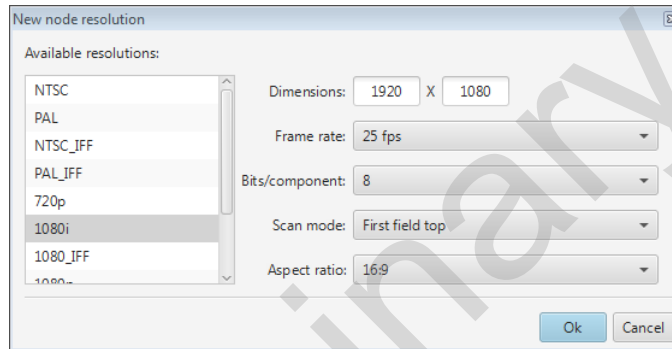 New node resolution
Available resolutions:
NTSC
PAL
NTSC_IFF
PAL_IFF
720p
1080i
1080_IFF
1080p
Dimensions: 1920 X 1080
Frame rate: 25 fps
Bits/component: 8
Scan mode: First field top
Aspect ratio: 16:9
Ok Cancel